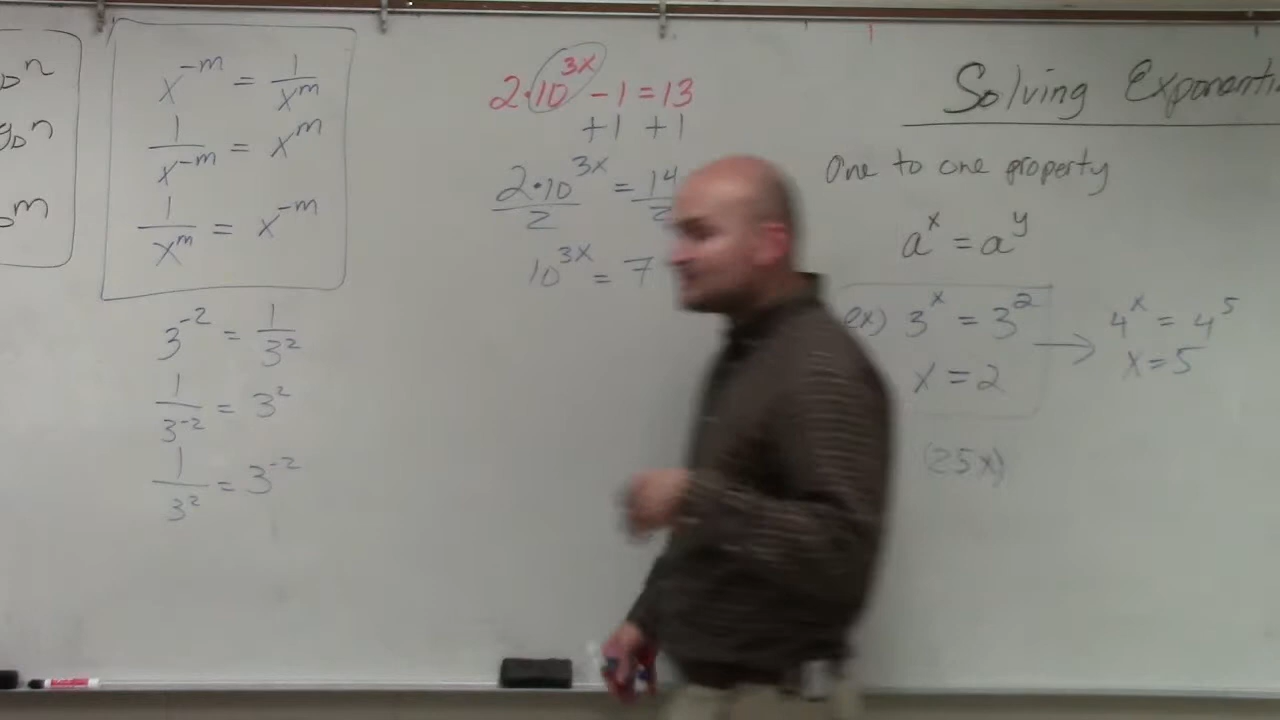 x^-m = 1/x^m
1/x^-m = x^m
1/x^m = x^-m
3^-2 = 1/3^2
1/3^-2 = 3^2
1/3^2 = 3^-2
2·10^3x - 1 = 13
+1 +1
2·10^3x/2 = 14/2
10^3x = 7
Solving
One to one property
a^x = a^y
ex) 3^x = 3^2 → 4^x = 4^5
x = 2
x = 5
(25x)